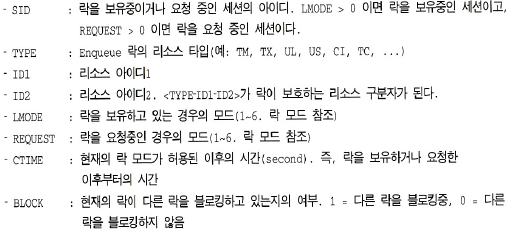 - SID : 락을 보유중이거나 요청 중인 세션의 아이디. LMODE > 0 이면 락을 보유중인 세션이고,
REQUEST > 0 이면 락을 요청 중인 세션이다.
- TYPE : Enqueue 락의 리소스 타입(예: TM, TX, UL, US, CI, TC, ...)
- ID1 : 리소스 아이디1
- ID2 : 리소스 아이디2. <TYPE-ID1-ID2>가 락이 보호하는 리소스 구분자가 된다.
- LMODE : 락을 보유하고 있는 경우의 모드(1~6. 락 모드 참조)
- REQUEST : 락을 요청중인 경우의 모드(1~6. 락 모드 참조)
- CTIME : 현재의 락 모드가 허용된 이후의 시간(second). 즉, 락을 보유하거나 요청한
이후부터의 시간
- BLOCK : 현재의 락이 다른 락을 블로킹하고 있는지의 여부. 1 = 다른 락을 블로킹중, 0 = 다른
락을 블로킹하지 않음